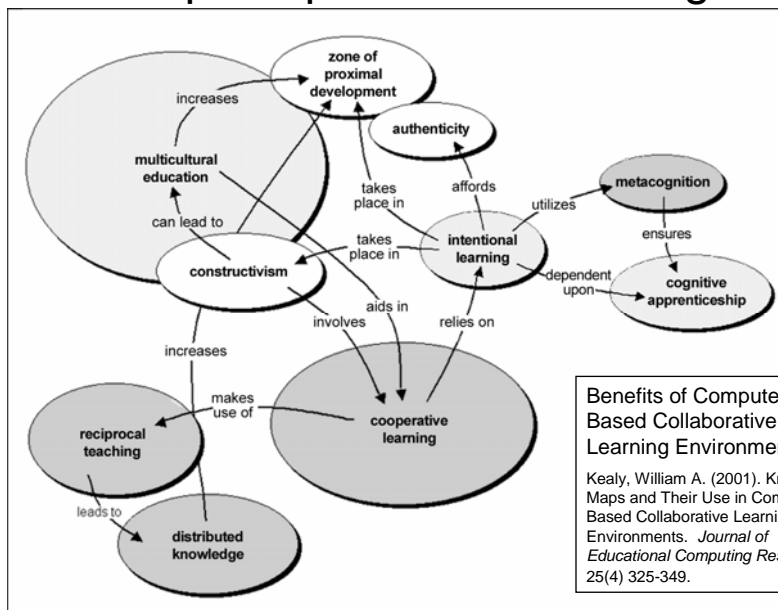 zone of
proximal
development
increases
authenticity
multicultural
education
takes
place in
affords
metacognition
utilizes
can lead to
takes
place in
intentional
learning
ensures
constructivism
dependent
upon
cognitive
apprenticeship
aids in
involves
relies on
increases
makes
use of
cooperative
learning
reciprocal
teaching
leads to
distributed
knowledge
Benefits of Compute
Based Collaborative
Learning Environme
Kealy, William A. (2001). Kn
Maps and Their Use in Com
Based Collaborative Learni
Environments. Journal of
Educational Computing Res
25(4) 325-349.